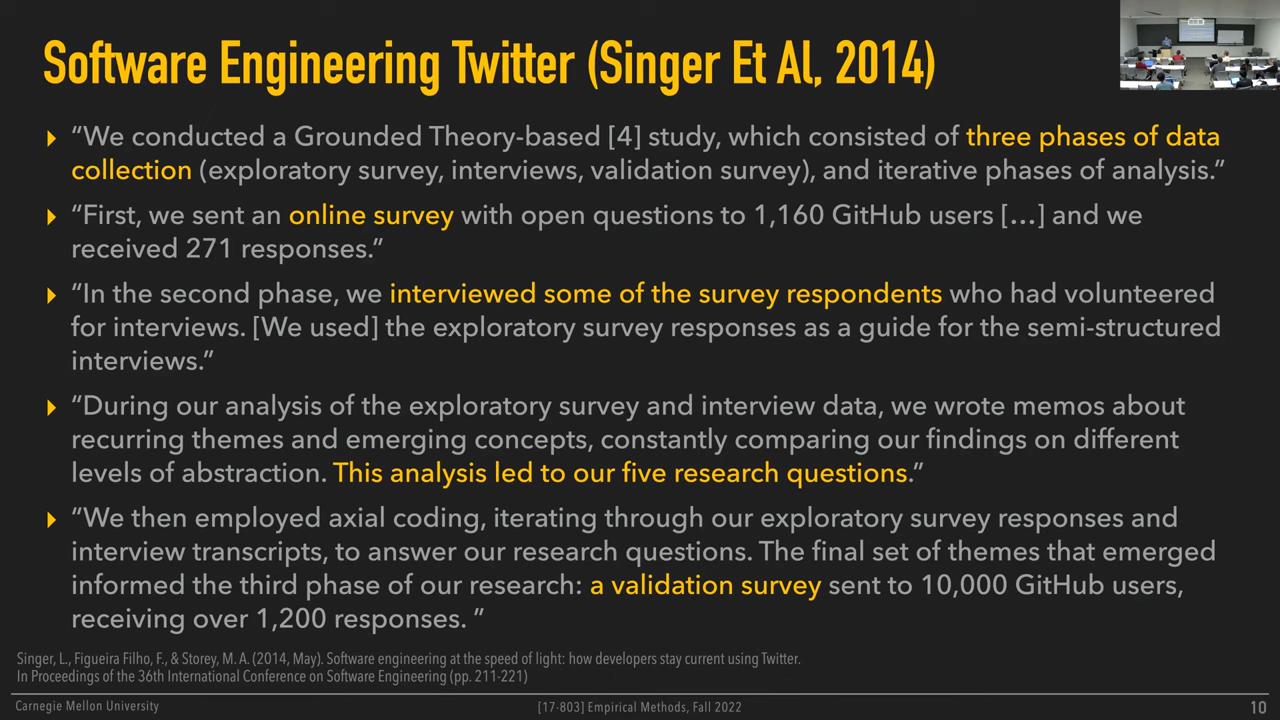 Software Engineering Twitter (Singer Et Al, 2014)
“We conducted a Grounded Theory-based [4] study, which consisted of three phases of data
collection (exploratory survey, interviews, validation survey), and iterative phases of analysis.”
“First, we sent an online survey with open questions to 1,160 GitHub users […] and we
received 271 responses.”
“In the second phase, we interviewed some of the survey respondents who had volunteered
for interviews. [We used] the exploratory survey responses as a guide for the semi-structured
interviews.”
“During our analysis of the exploratory survey and interview data, we wrote memos about
recurring themes and emerging concepts, constantly comparing our findings on different
levels of abstraction. This analysis led to our five research questions.”
“We then employed axial coding, iterating through our exploratory survey responses and
interview transcripts, to answer our research questions. The final set of themes that emerged
informed the third phase of our research: a validation survey sent to 10,000 GitHub users,
receiving over 1,200 responses. ”
Singer, L., Figueira Filho, F., & Storey, M. A. (2014, May). Software engineering at the speed of light: how developers stay current using Twitter.
In Proceedings of the 36th International Conference on Software Engineering (pp. 211-221)
Carnegie Mellon University
[17-803] Empirical Methods, Fall 2022
10